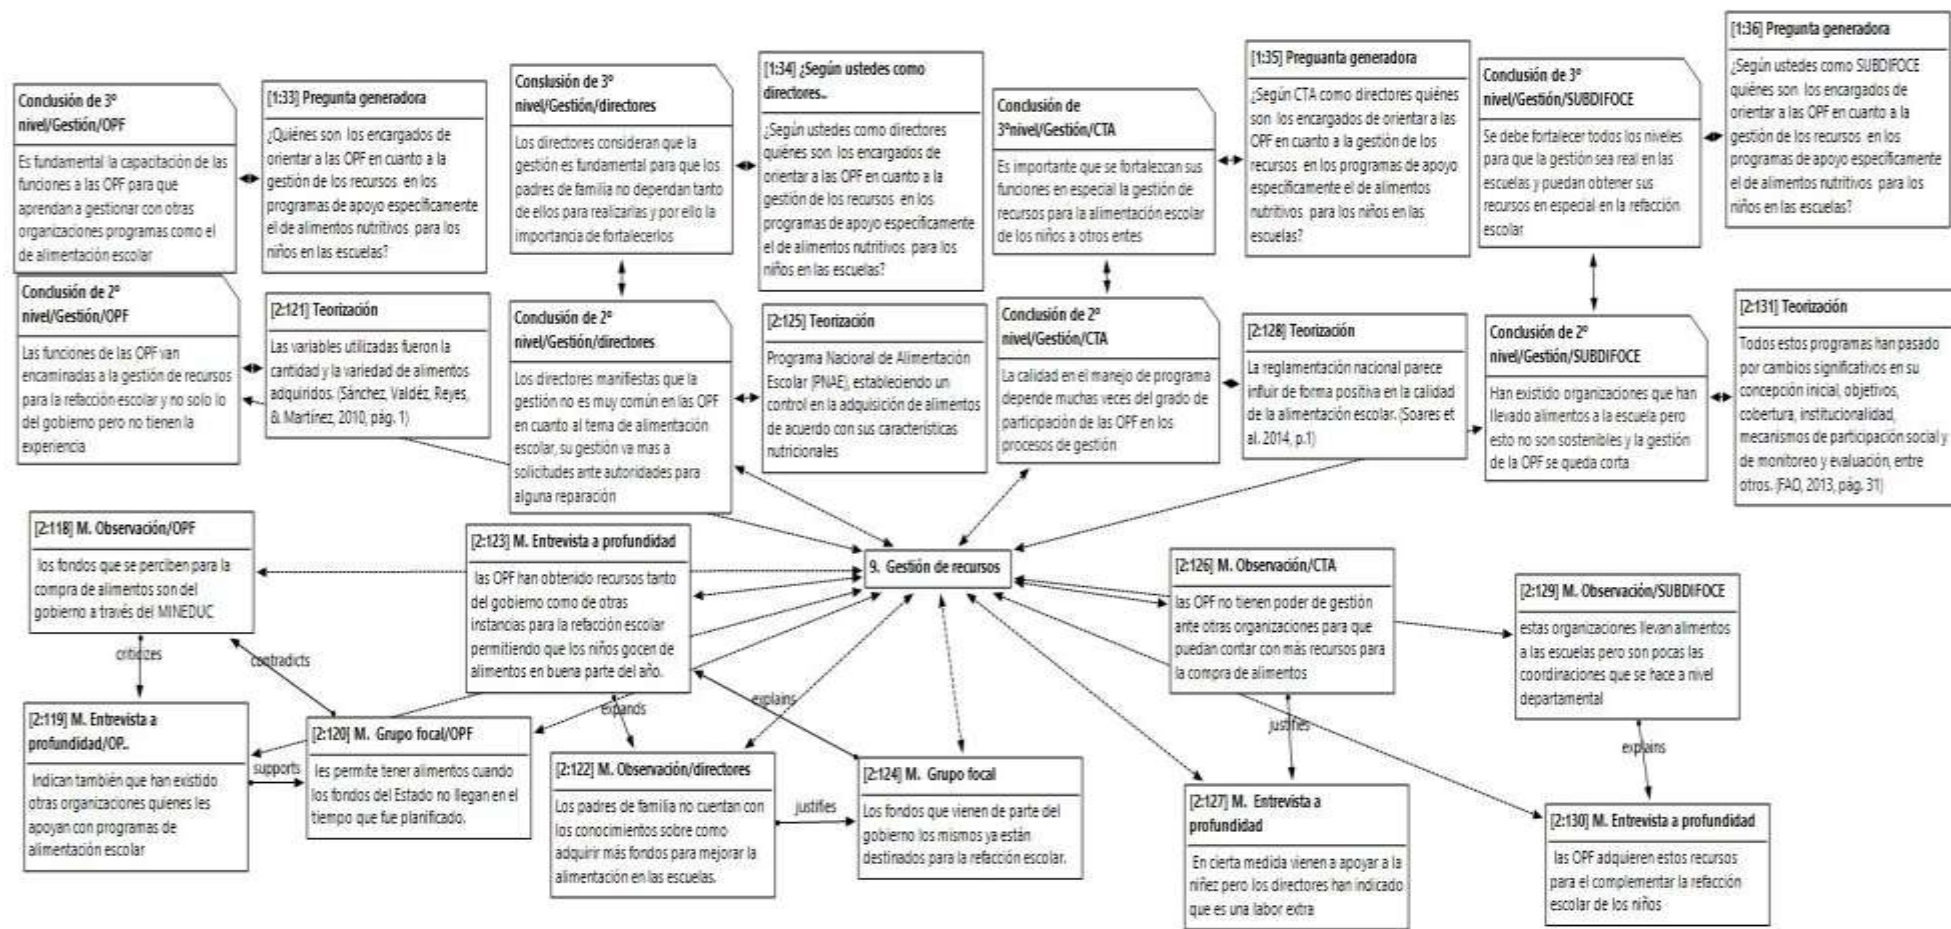 Conclusión de 3º
nivel/Gestión/OPF
Es fundamental la capacitación de las
funciones a las OPF para que
aprendan a gestionar con otras
organizaciones programas como el
de alimentación escolar
[1:33] Pregunta generadora
¿Quiénes son los encargados de
orientar a las OPF en cuanto a la
gestión de los recursos en los
programas de apoyo específicamente
el de alimentos nutritivos para los
niños en las escuelas?
Conslusión de 3º
nivel/Gestión/directores
Los directores consideran que la
gestión es fundamental para que los
padres de familia no dependan tanto
de ellos para realizarlas y por ello la
importancia de fortalecerlos
[1:34] ¿Según ustedes como
directores..
¿Según ustedes como directores
quiénes son los encargados de
orientar a las OPF en cuanto a la
gestión de los recursos en los
programas de apoyo específicamente
el de alimentos nutritivos para los
niños en las escuelas?
Conclusión de
3ºnivel/Gestión/CTA
Es importante que se fortalezcan sus
funciones en especial la gestión de
recursos para la alimentación escolar
de los niños a otros entes
[1:35] Preguanta generadora
¿Según CTA como directores quiénes
son los encargados de orientar a las
OPF en cuanto a la gestión de los
recursos en los programas de apoyo
específicamente el de alimentos
nutritivos para los niños en las
escuelas?
Conslusión de 3º
nivel/Gestión/SUBDIFOCE
Se debe fortalecer todos los niveles
para que la gestión sea real en las
escuelas y puedan obtener sus
recursos en especial en la refacción
escolar
[1:36] Pregunta generadora
¿Según ustedes como SUBDIFOCE
quiénes son los encargados de
orientar a las OPF en cuanto a la
gestión de los recursos en los
programas de apoyo específicamente
el de alimentos nutritivos para los
niños en las escuelas?
Conclusión de 2º
nivel/Gestión/OPF
Las funciones de las OPF van
encaminadas a la gestión de recursos
para la refacción escolar y no solo lo
del gobierno pero no tienen la
experiencia
[2:121] Teorización
Las variables utilizadas fueron la
cantidad y la variedad de alimentos
adquiridos. (Sánchez, Valdéz, Reyes,
& Martínez, 2010, pág. 1)
Conclusión de 2º
nivel/Gestión/directores
Los directores manifiestas que la
gestión no es muy común en las OPF
en cuanto al tema de alimentación
escolar, su gestión va mas a
solicitudes ante autoridades para
alguna reparación
[2:125] Teorización
Programa Nacional de Alimentación
Escolar (PNAE), estableciendo un
control en la adquisición de alimentos
de acuerdo con sus características
nutricionales
Conclusión de 2º
nivel/Gestión/CTA
La calidad en el manejo de programa
depende muchas veces del grado de
participación de las OPF en los
procesos de gestión
[2:128] Teorización
La reglamentación nacional parece
influir de forma positiva en la calidad
de la alimentación escolar. (Soares et
al. 2014, p.1)
Conclusión de 2º
nivel/Gestión/SUBDIFOCE
Han existido organizaciones que han
llevado alimentos a la escuela pero
esto no son sostenibles y la gestión
de la OPF se queda corta
[2:131] Teorización
Todos estos programas han pasado
por cambios significativos en su
concepción inicial, objetivos,
cobertura, institucionalidad,
mecanismos de participación social y
de monitoreo y evaluación, entre
otros. (FAO, 2013, pág. 31)
[2:118] M. Observación/OPF
los fondos que se perciben para la
compra de alimentos son del
gobierno a través del MINEDUC
[2:123] M. Entrevista a profundidad
las OPF han obtenido recursos tanto
del gobierno como de otras
instancias para la refacción escolar
permitiendo que los niños gocen de
alimentos en buena parte del año.
9. Gestión de recursos
[2:126] M. Observación/CTA
las OPF no tienen poder de gestión
ante otras organizaciones para que
puedan contar con más recursos para
la compra de alimentos
[2:129] M. Observación/SUBDIFOCE
estas organizaciones llevan alimentos
a las escuelas pero son pocas las
coordinaciones que se hace a nivel
departamental
criticizes
contradicts
expands
explains
justifies
explains
[2:119] M. Entrevista a
profundidad/OP..
Indican también que han existido
otras organizaciones quienes les
apoyan con programas de
alimentación escolar
supports
[2:120] M. Grupo focal/OPF
les permite tener alimentos cuando
los fondos del Estado no llegan en el
tiempo que fue planificado.
[2:122] M. Observación/directores
Los padres de familia no cuentan con
los conocimientos sobre como
adquirir más fondos para mejorar la
alimentación en las escuelas.
justifies
[2:124] M. Grupo focal
Los fondos que vienen de parte del
gobierno los mismos ya están
destinados para la refacción escolar.
[2:127] M. Entrevista a
profundidad
En cierta medida vienen a apoyar a la
niñez pero los directores han indicado
que es una labor extra
[2:130] M. Entrevista a profundidad
las OPF adquieren estos recursos
para el complementar la refacción
escolar de los niños